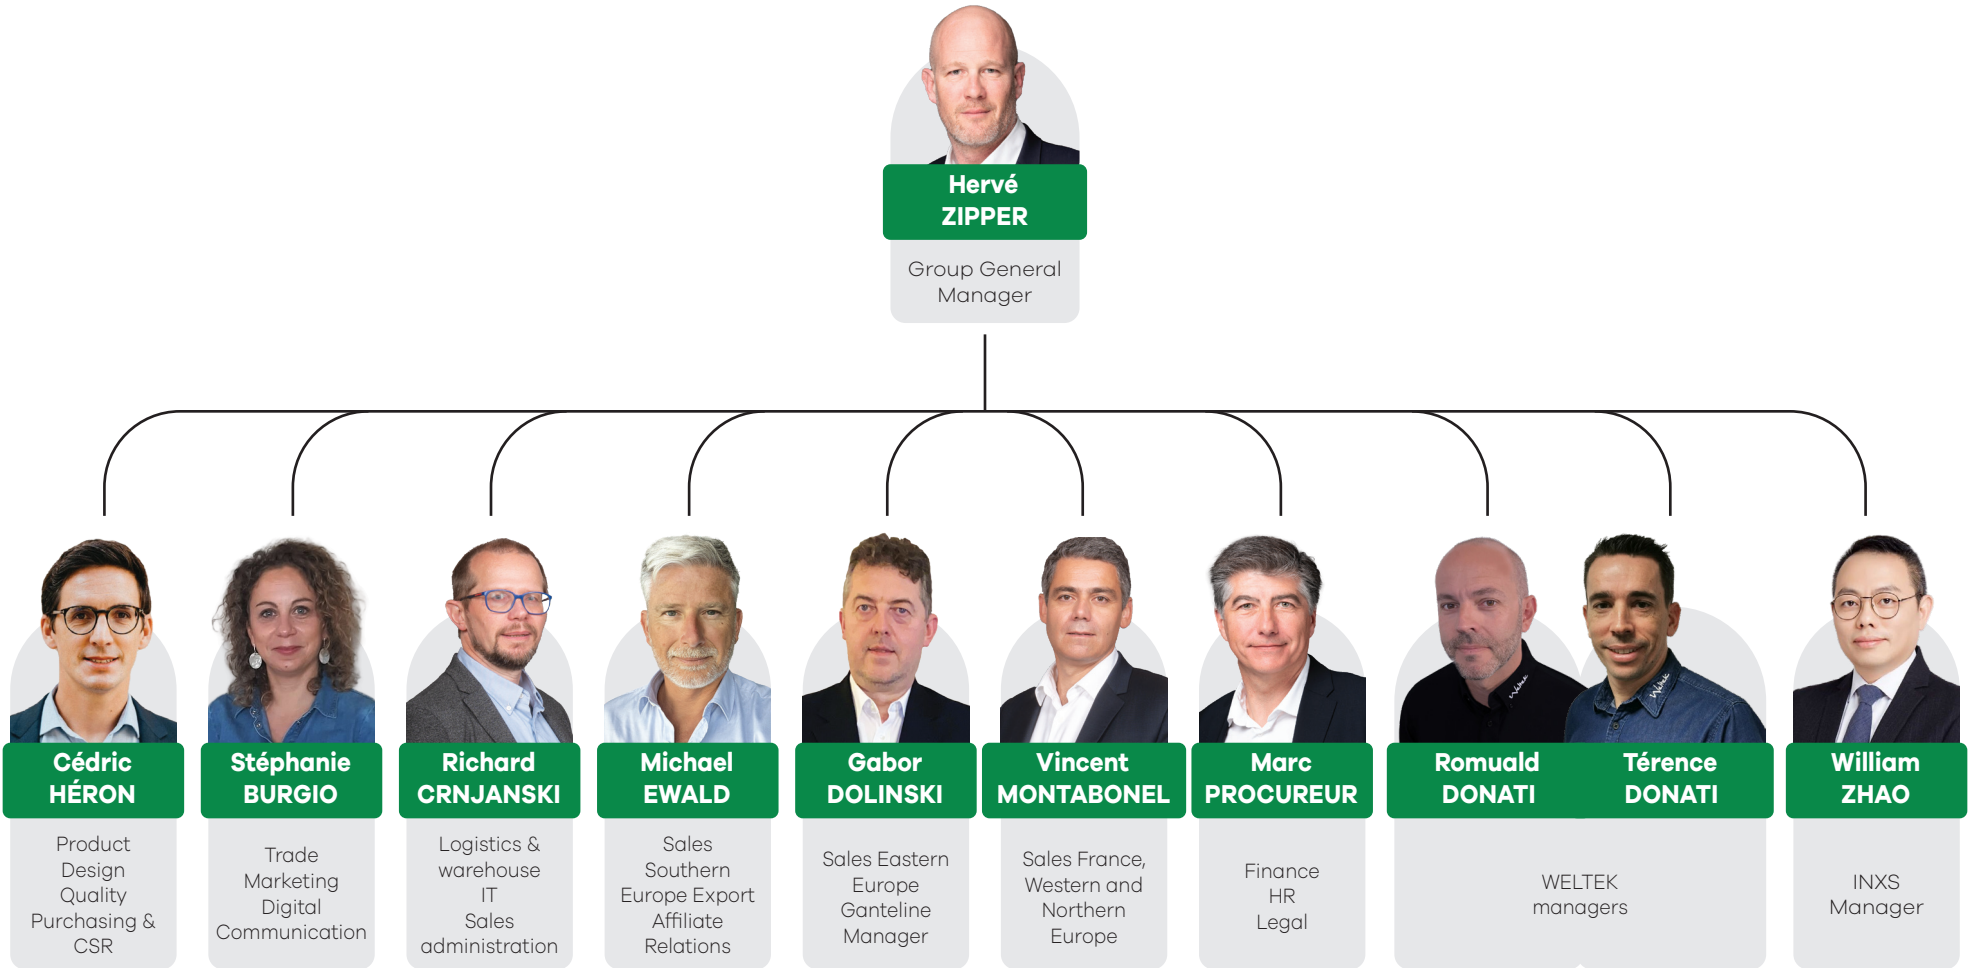 Hervé
ZIPPER
Group General
Manager
Cédric
HÉRON
Product
Design
Quality
Purchasing &
CSR
Stéphanie
BURGIO
Trade
Marketing
Digital
Communication
Richard
CRNJANSKI
Logistics &
warehouse
IT
Sales
administration
Michael
EWALD
Sales
Southern
Europe Export
Affiliate
Relations
Gabor
DOLINSKI
Sales Eastern
Europe
Ganteline
Manager
Vincent
MONTABONEL
Sales France,
Western and
Northern
Europe
Marc
PROCUREUR
Finance
HR
Legal
Weltek
Romuald
DONATI
Weltek
Térence
DONATI
WELTEK
managers
William
ZHAO
INXS
Manager